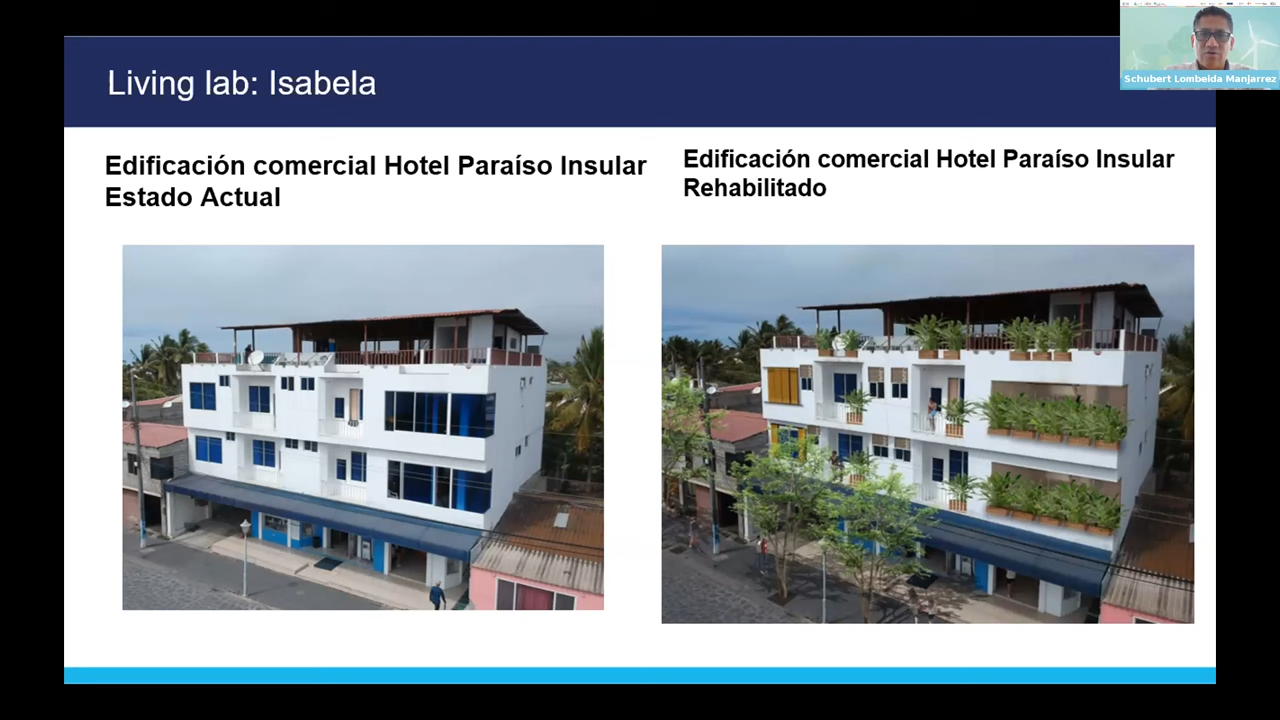 Living lab: Isabela
Schubert Lombeida Manjarrez
Edificación comercial Hotel Paraíso Insular
Estado Actual
Edificación comercial Hotel Paraíso Insular
Rehabilitado